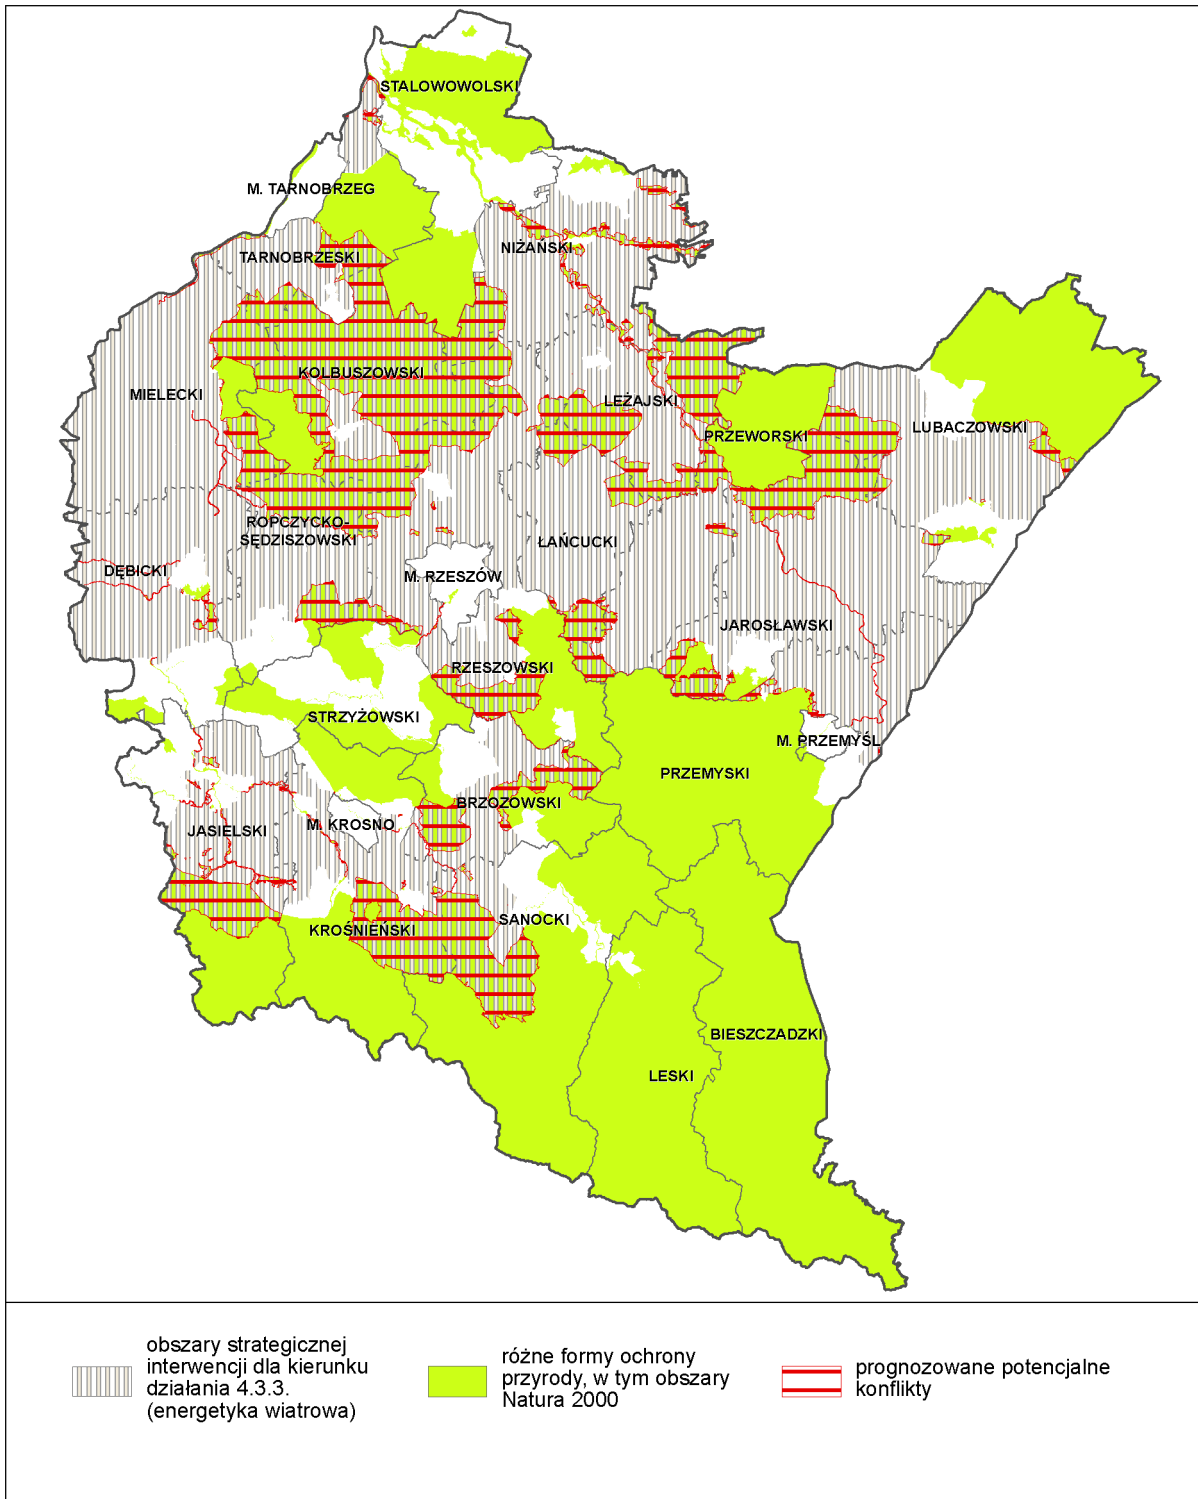 STALOWOWOLSKI
M. TARNOBRZEG
TARNOBRZESKI
NIŻAŃSKI
KOLBUSZOWSKI
MIELECKI
LEŻAJSKI
PRZEWORSKI
LUBACZOWSKI
ROPCZYCKO-
SĘDZISZOWSKI
ŁAŃCUCKI
DĘBICKI
M. RZESZÓW
JAROSŁAWSKI
RZESZOWSKI
STRZYŻOWSKI
M. PRZEMYŚL
PRZEMYSKI
BRZOZOWSKI
JASIELSKI
M. KROSNO
SANOCKI
KROŚNIEŃSKI
BIESZCZADZKI
LESKI
obszary strategicznej
interwencji dla kierunku
działania 4.3.3.
(energetyka wiatrowa)
różne formy ochrony
przyrody, w tym obszary
Natura 2000
prognozowane potencjalne
konflikty